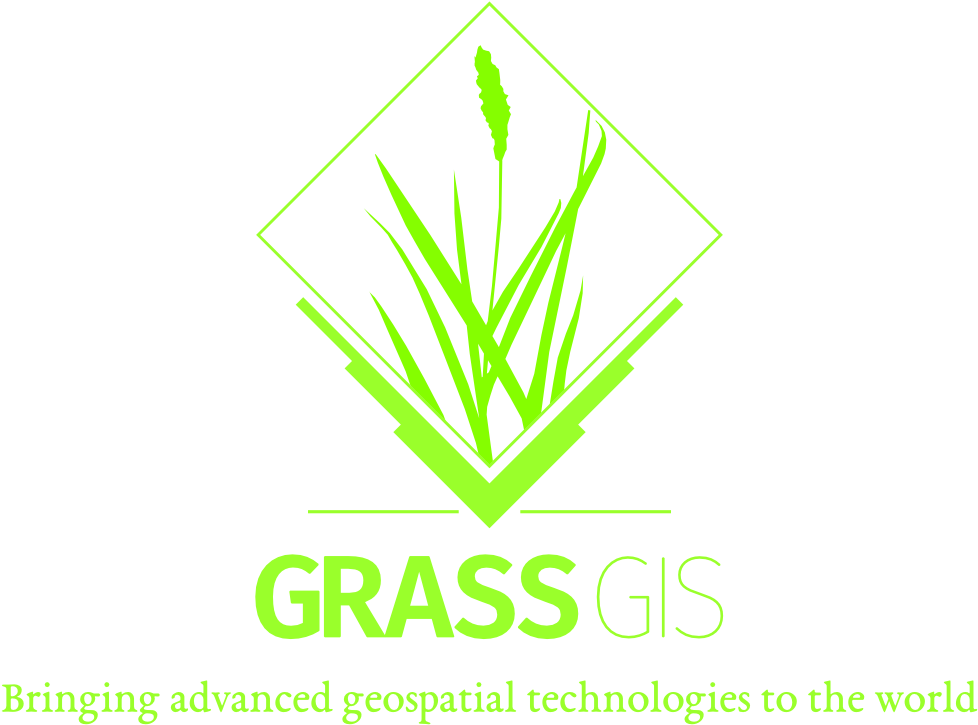 GRASS GIS
Bringing advanced geospatial technologies to the world